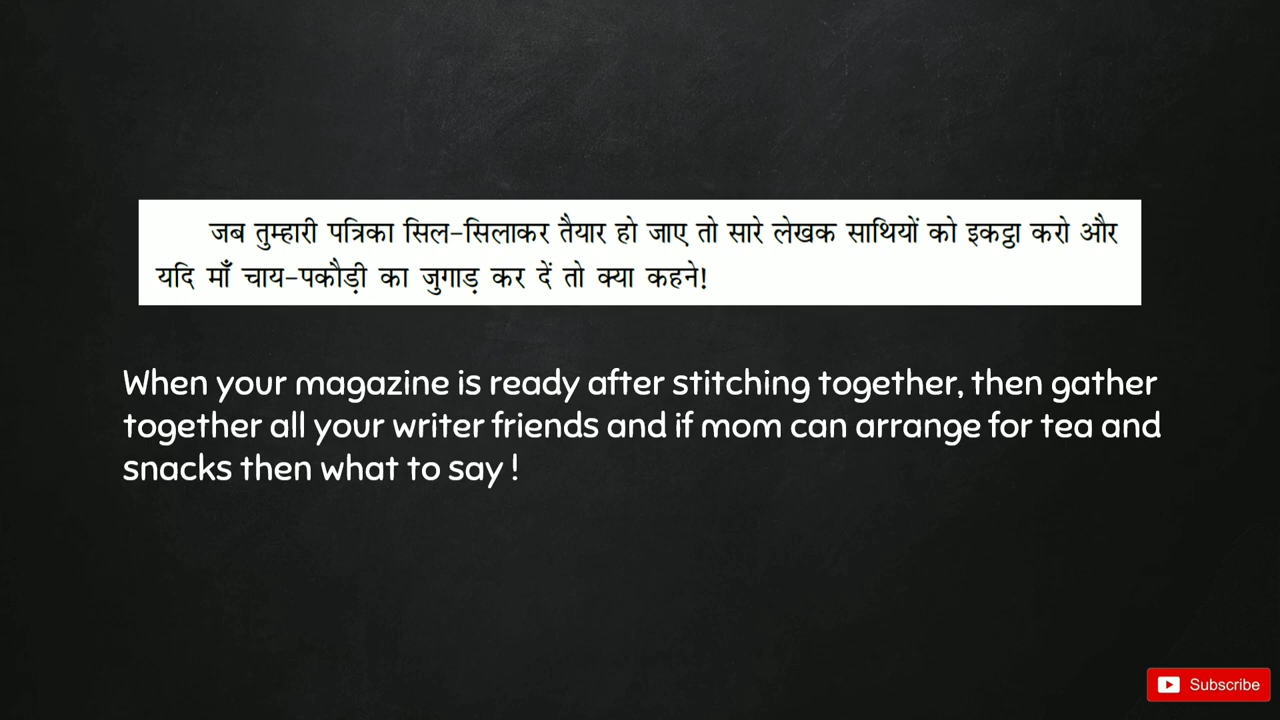 जब तुम्हारी पत्रिका सिल-सिलाकर तैयार हो जाए तो सारे लेखक साथियों को इकट्ठा करो और
यदि माँ चाय-पकौड़ी का जुगाड़ कर दें तो क्या कहने!
When your magazine is ready after stitching together, then gather
together all your writer friends and if mom can arrange for tea and
snacks then what to say !
Subscribe